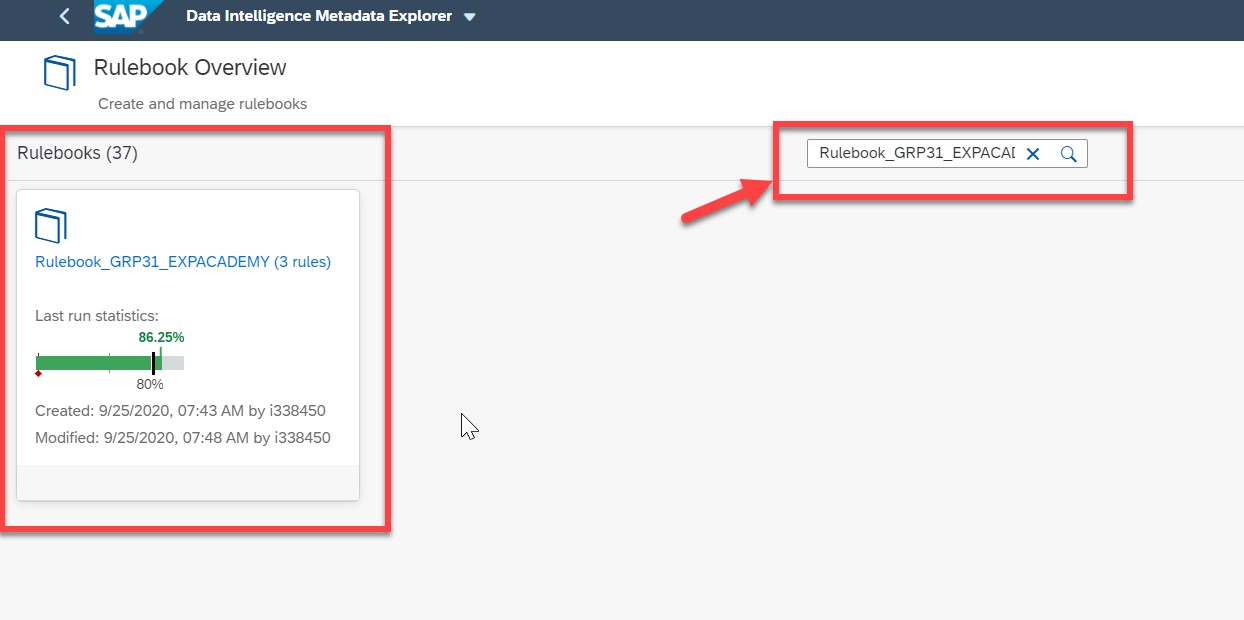 SAP Data Intelligence Metadata Explorer
Rulebook Overview
Create and manage rulebooks
Rulebooks (37)
Rulebook_GRP31_EXPACAD
Rulebook_GRP31_EXPACADEMY (3 rules)
Last run statistics:
86.25%
80%
Created: 9/25/2020, 07:43 AM by i338450
Modified: 9/25/2020, 07:48 AM by i338450